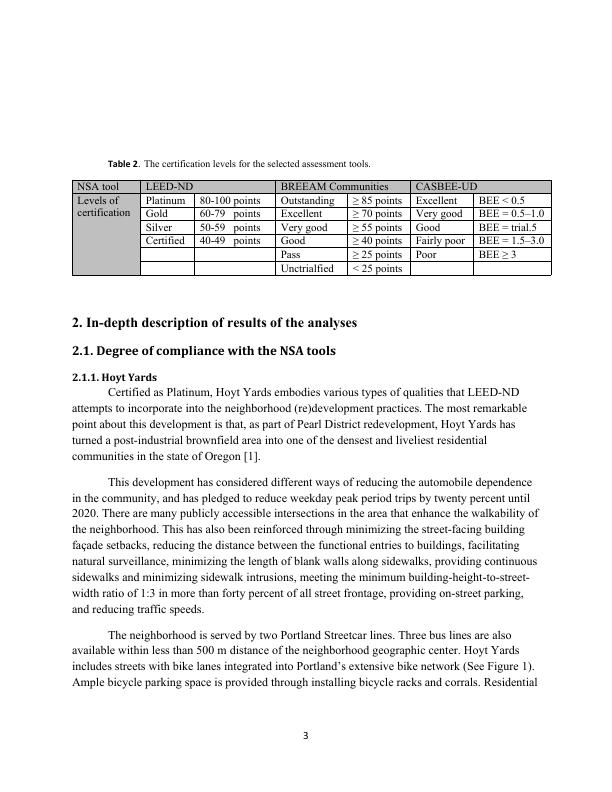 Table 2. The certification levels for the selected assessment tools.
NSA tool LEED-ND BREEAM Communities CASBEE-UD
Levels of certification Platinum 80-100 points Outstanding ≥ 85 points Excellent BEE < 0.5
Gold 60-79 points Excellent ≥ 70 points Very good BEE = 0.5–1.0
Silver 50-59 points Very good ≥ 55 points Good BEE = trial.5
Certified 40-49 points Good ≥ 40 points Fairly poor BEE = 1.5–3.0
Pass ≥ 25 points Poor BEE ≥ 3
Unctrialfied < 25 points
2. In-depth description of results of the analyses
2.1. Degree of compliance with the NSA tools
2.1.1. Hoyt Yards
Certified as Platinum, Hoyt Yards embodies various types of qualities that LEED-ND
attempts to incorporate into the neighborhood (re)development practices. The most remarkable
point about this development is that, as part of Pearl District redevelopment, Hoyt Yards has
turned a post-industrial brownfield area into one of the densest and liveliest residential
communities in the state of Oregon [1].
This development has considered different ways of reducing the automobile dependence
in the community, and has pledged to reduce weekday peak period trips by twenty percent until
2020. There are many publicly accessible intersections in the area that enhance the walkability of
the neighborhood. This has also been reinforced through minimizing the street-facing building
façade setbacks, reducing the distance between the functional entries to buildings, facilitating
natural surveillance, minimizing the length of blank walls along sidewalks, providing continuous
sidewalks and minimizing sidewalk intrusions, meeting the minimum building-height-to-street-
width ratio of 1:3 in more than forty percent of all street frontage, providing on-street parking,
and reducing traffic speeds.
The neighborhood is served by two Portland Streetcar lines. Three bus lines are also
available within less than 500 m distance of the neighborhood geographic center. Hoyt Yards
includes streets with bike lanes integrated into Portland's extensive bike network (See Figure 1).
Ample bicycle parking space is provided through installing bicycle racks and corrals. Residential
3